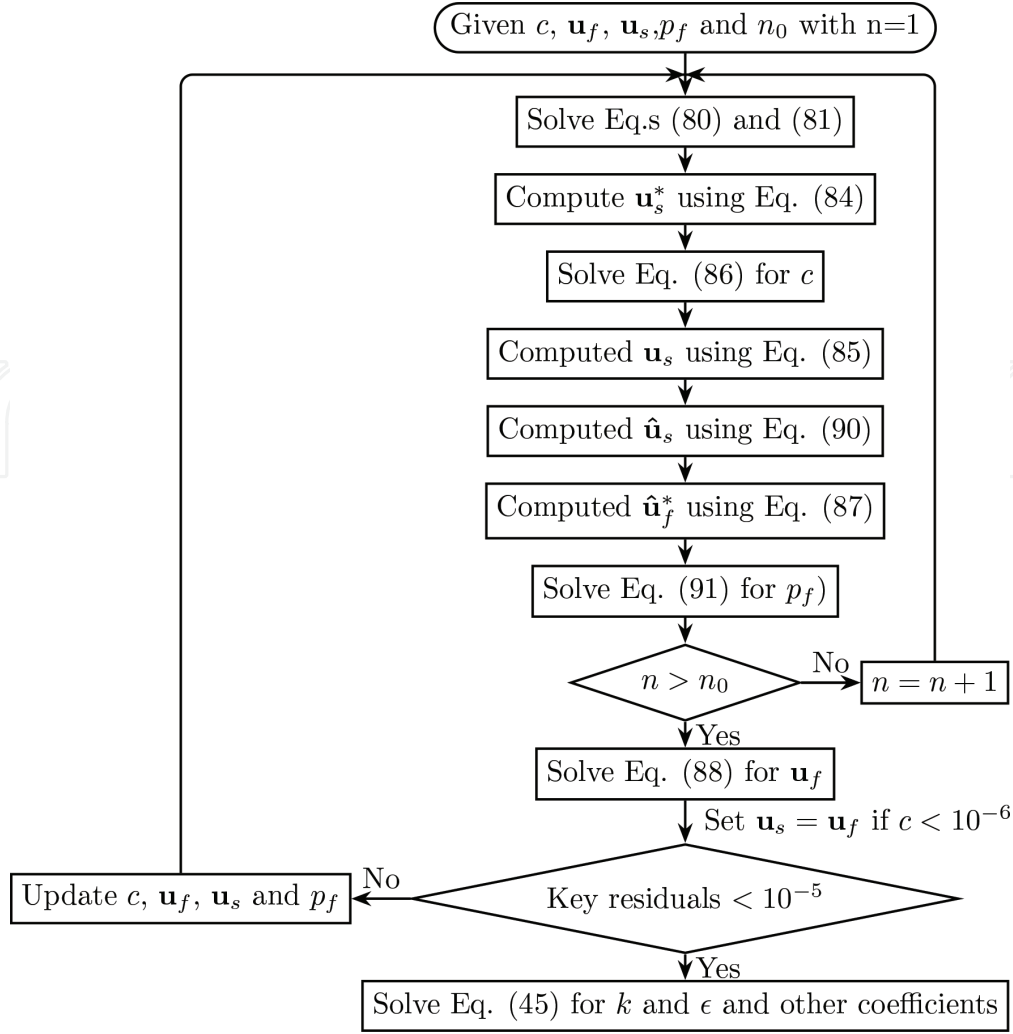 Given c, u_f, u_s,p_f and n_0 with n=1
Solve Eq.s (80) and (81)
Compute u_s^* using Eq. (84)
Solve Eq. (86) for c
Computed u_s using Eq. (85)
Computed û_s using Eq. (90)
Computed û_f^* using Eq. (87)
Solve Eq. (91) for p_f)
n > n_0
No
n = n + 1
Yes
Solve Eq. (88) for u_f
Set u_s = u_f if c < 10^{-6}
Key residuals < 10^{-5}
No
Update c, u_f, u_s and p_f
Yes
Solve Eq. (45) for k and ϵ and other coefficients